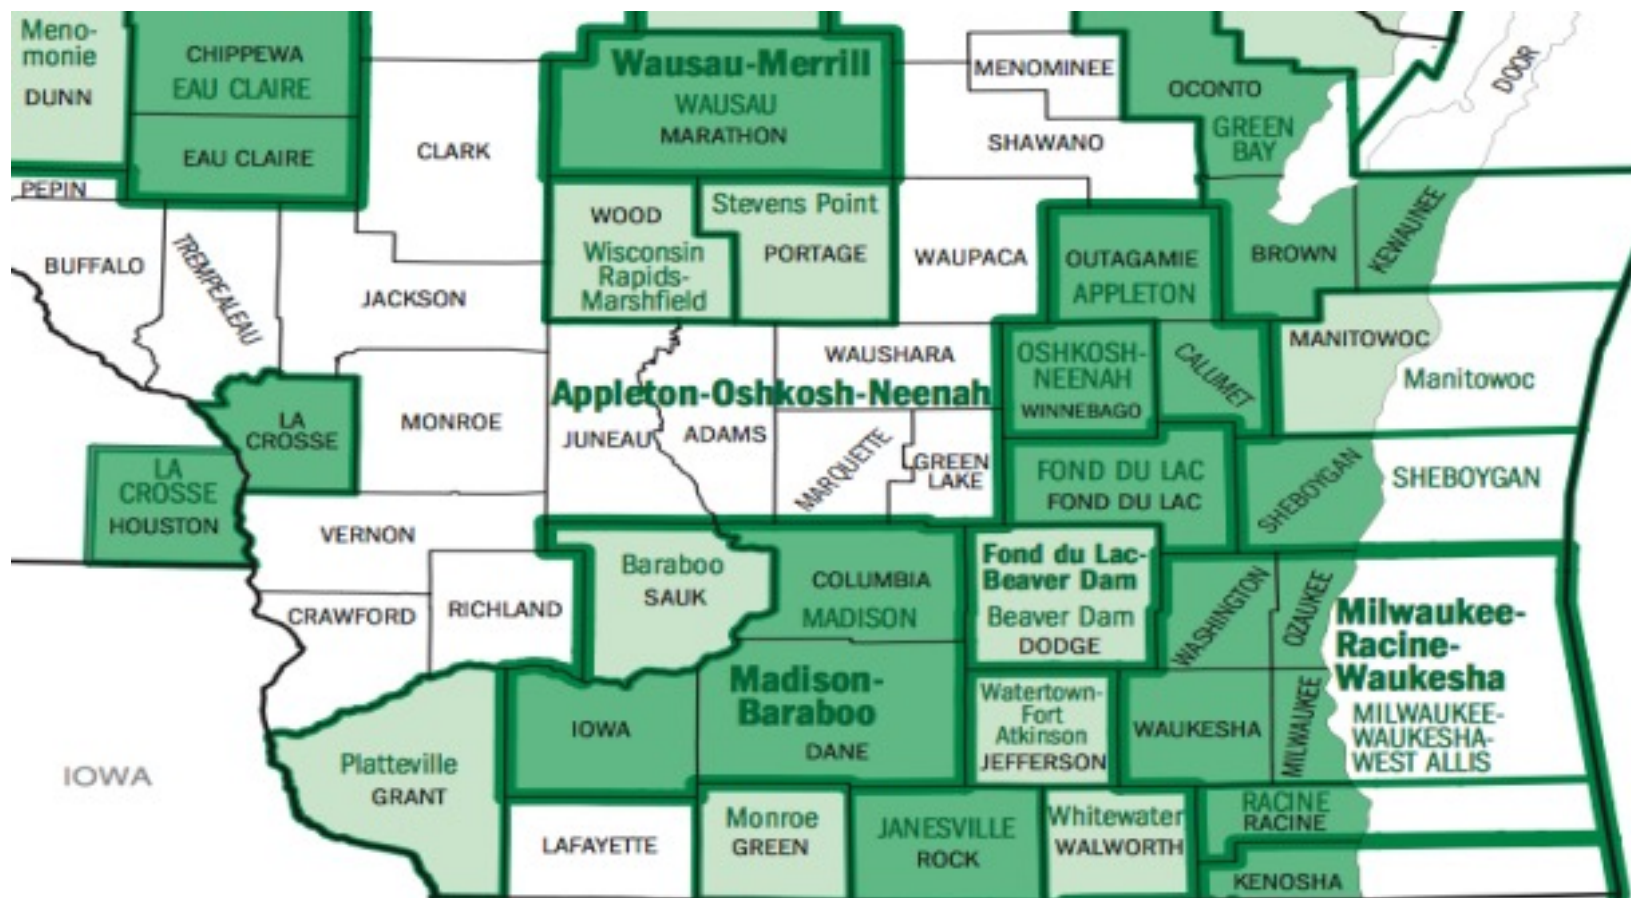 Meno-
monie
DUNN
CHIPPEWA
EAU CLAIRE
EAU CLAIRE
PEPIN
BUFFALO
TREMPEALEAU
CLARK
JACKSON
Wausau-Merrill
WAUSAU
MARATHON
WOOD
Wisconsin
Rapids-
Marshfield
Stevens Point
PORTAGE
MENOMINEE
SHAWANO
OCONTO
GREEN
BAY
DOOR
WAUPACA
OUTAGAMIE
APPLETON
BROWN
KEWAUNEE
LA
CROSSE
LA
CROSSE
HOUSTON
MONROE
VERNON
JUNEAU
ADAMS
WAUSHARA
Appleton-Oshkosh-Neenah
MARQUETTE
GREEN
LAKE
OSHKOSH-
NEENAH
WINNEBAGO
CALUMET
MANITOWOC
Manitowoc
FOND DU LAC
FOND DU LAC
SHEBOYGAN
SHEBOYGAN
CRAWFORD
RICHLAND
Baraboo
SAUK
COLUMBIA
MADISON
Fond du Lac-
Beaver Dam
Beaver Dam
DODGE
WASHINGTON
OZAUKEE
Milwaukee-
Racine-
Waukesha
MILWAUKEE-
WAUKESHA-
WEST ALLIS
IOWA
Platteville
GRANT
IOWA
Madison-
Baraboo
DANE
Watertown-
Fort
Atkinson
JEFFERSON
WAUKESHA
MILWAUKEE
LAFAYETTE
Monroe
GREEN
JANESVILLE
ROCK
Whitewater
WALWORTH
RACINE
RACINE
KENOSHA